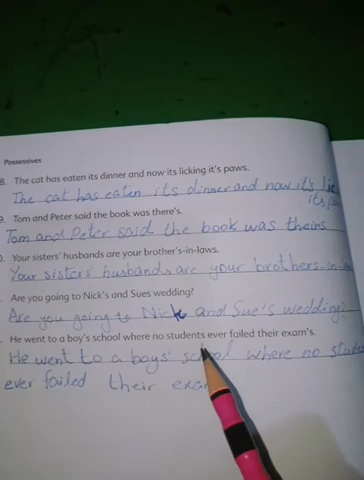 Possessives
8. The cat has eaten its dinner and now its licking it's paws.
The cat has eaten its dinner and now it's
its
9. Tom and Peter said the book was there's.
Tom and Peter said the book was theirs
Your sisters' husbands are your brother's-in-laws.
Your sisters' husbands are your brothers-in-
Are you going to Nick's and Sues wedding?
Are you going to Nick and Sue's wedding?
He went to a boy's school where no students ever failed their exam's.
He went to a boys' school where no
ever failed their